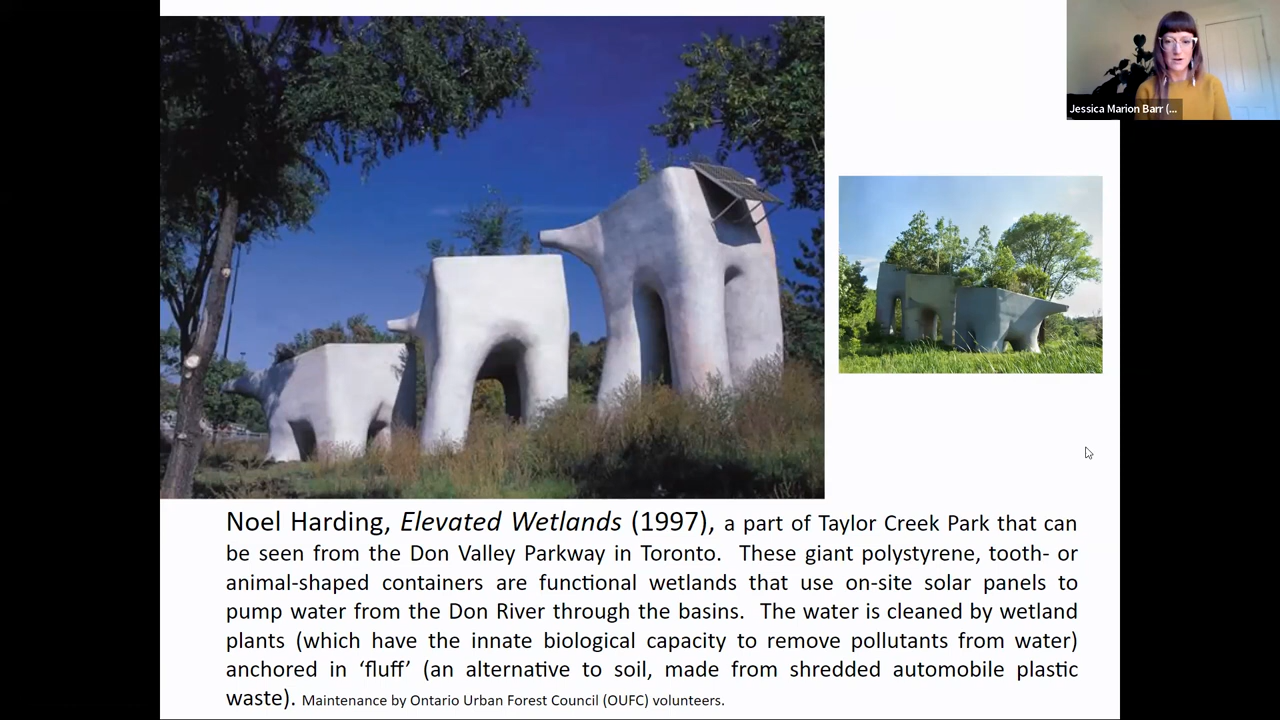 Jessica Marion Barr (...
Noel Harding, Elevated Wetlands (1997), a part of Taylor Creek Park that can
be seen from the Don Valley Parkway in Toronto. These giant polystyrene, tooth- or
animal-shaped containers are functional wetlands that use on-site solar panels to
pump water from the Don River through the basins. The water is cleaned by wetland
plants (which have the innate biological capacity to remove pollutants from water)
anchored in ‘fluff’ (an alternative to soil, made from shredded automobile plastic
waste). Maintenance by Ontario Urban Forest Council (OUFC) volunteers.